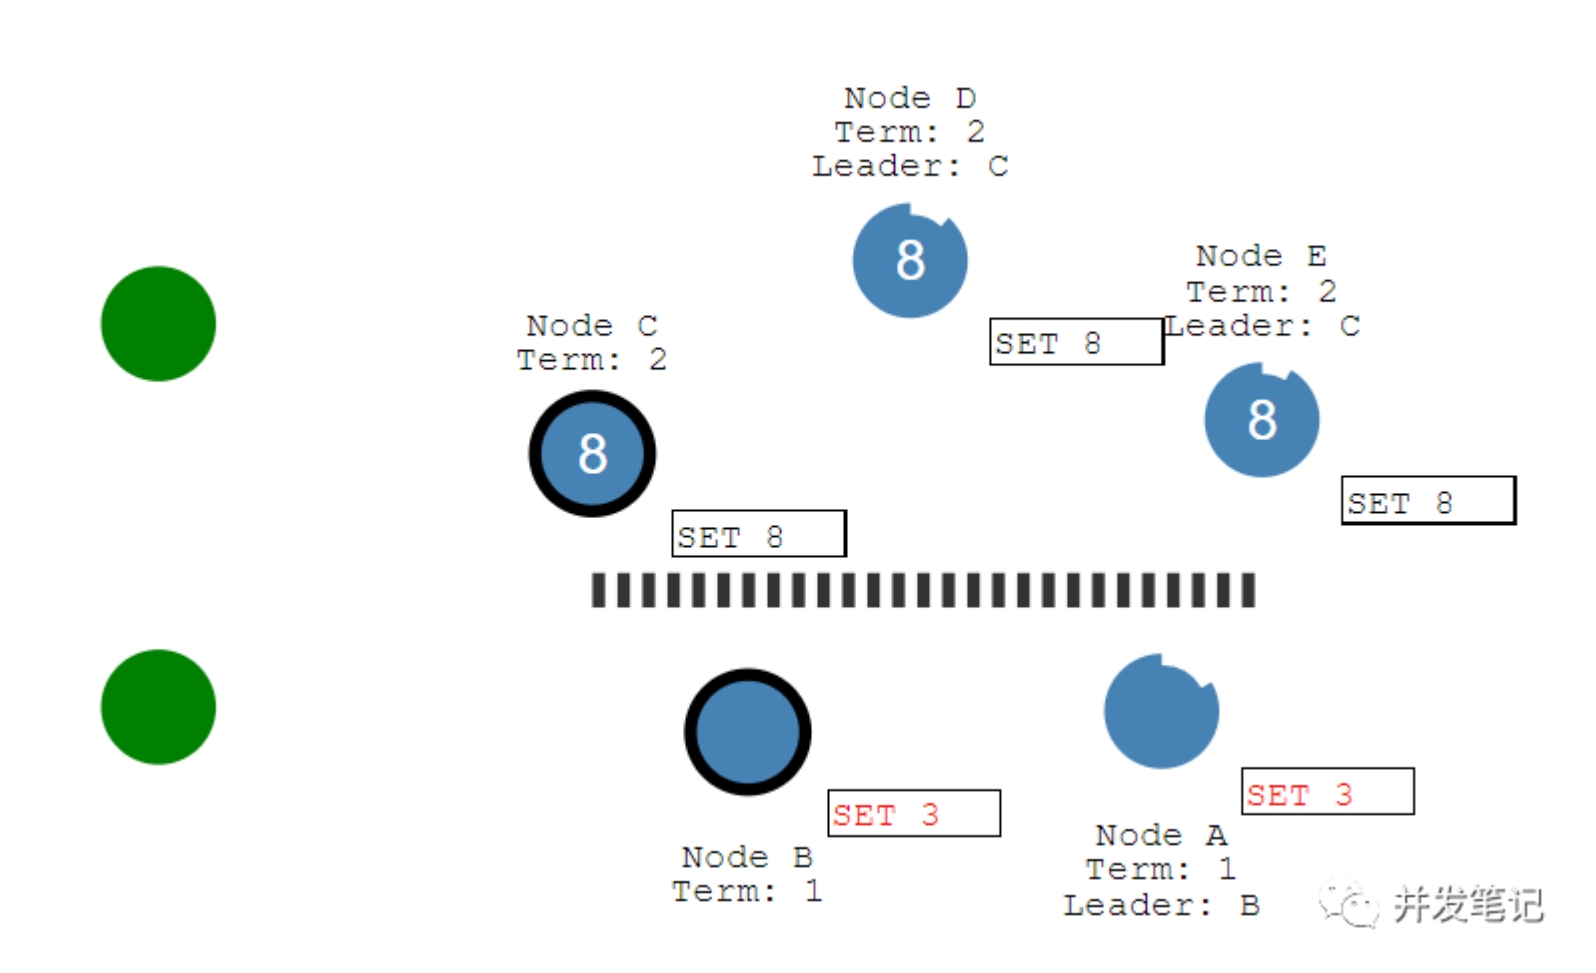 Node D
Term: 2
Leader: C
8
SET 8
Node E
Term: 2
Leader: C
8
SET 8
Node C
Term: 2
8
SET 8
SET 3
Node B
Term: 1
SET 3
Node A
Term: 1
Leader: B
并发笔记